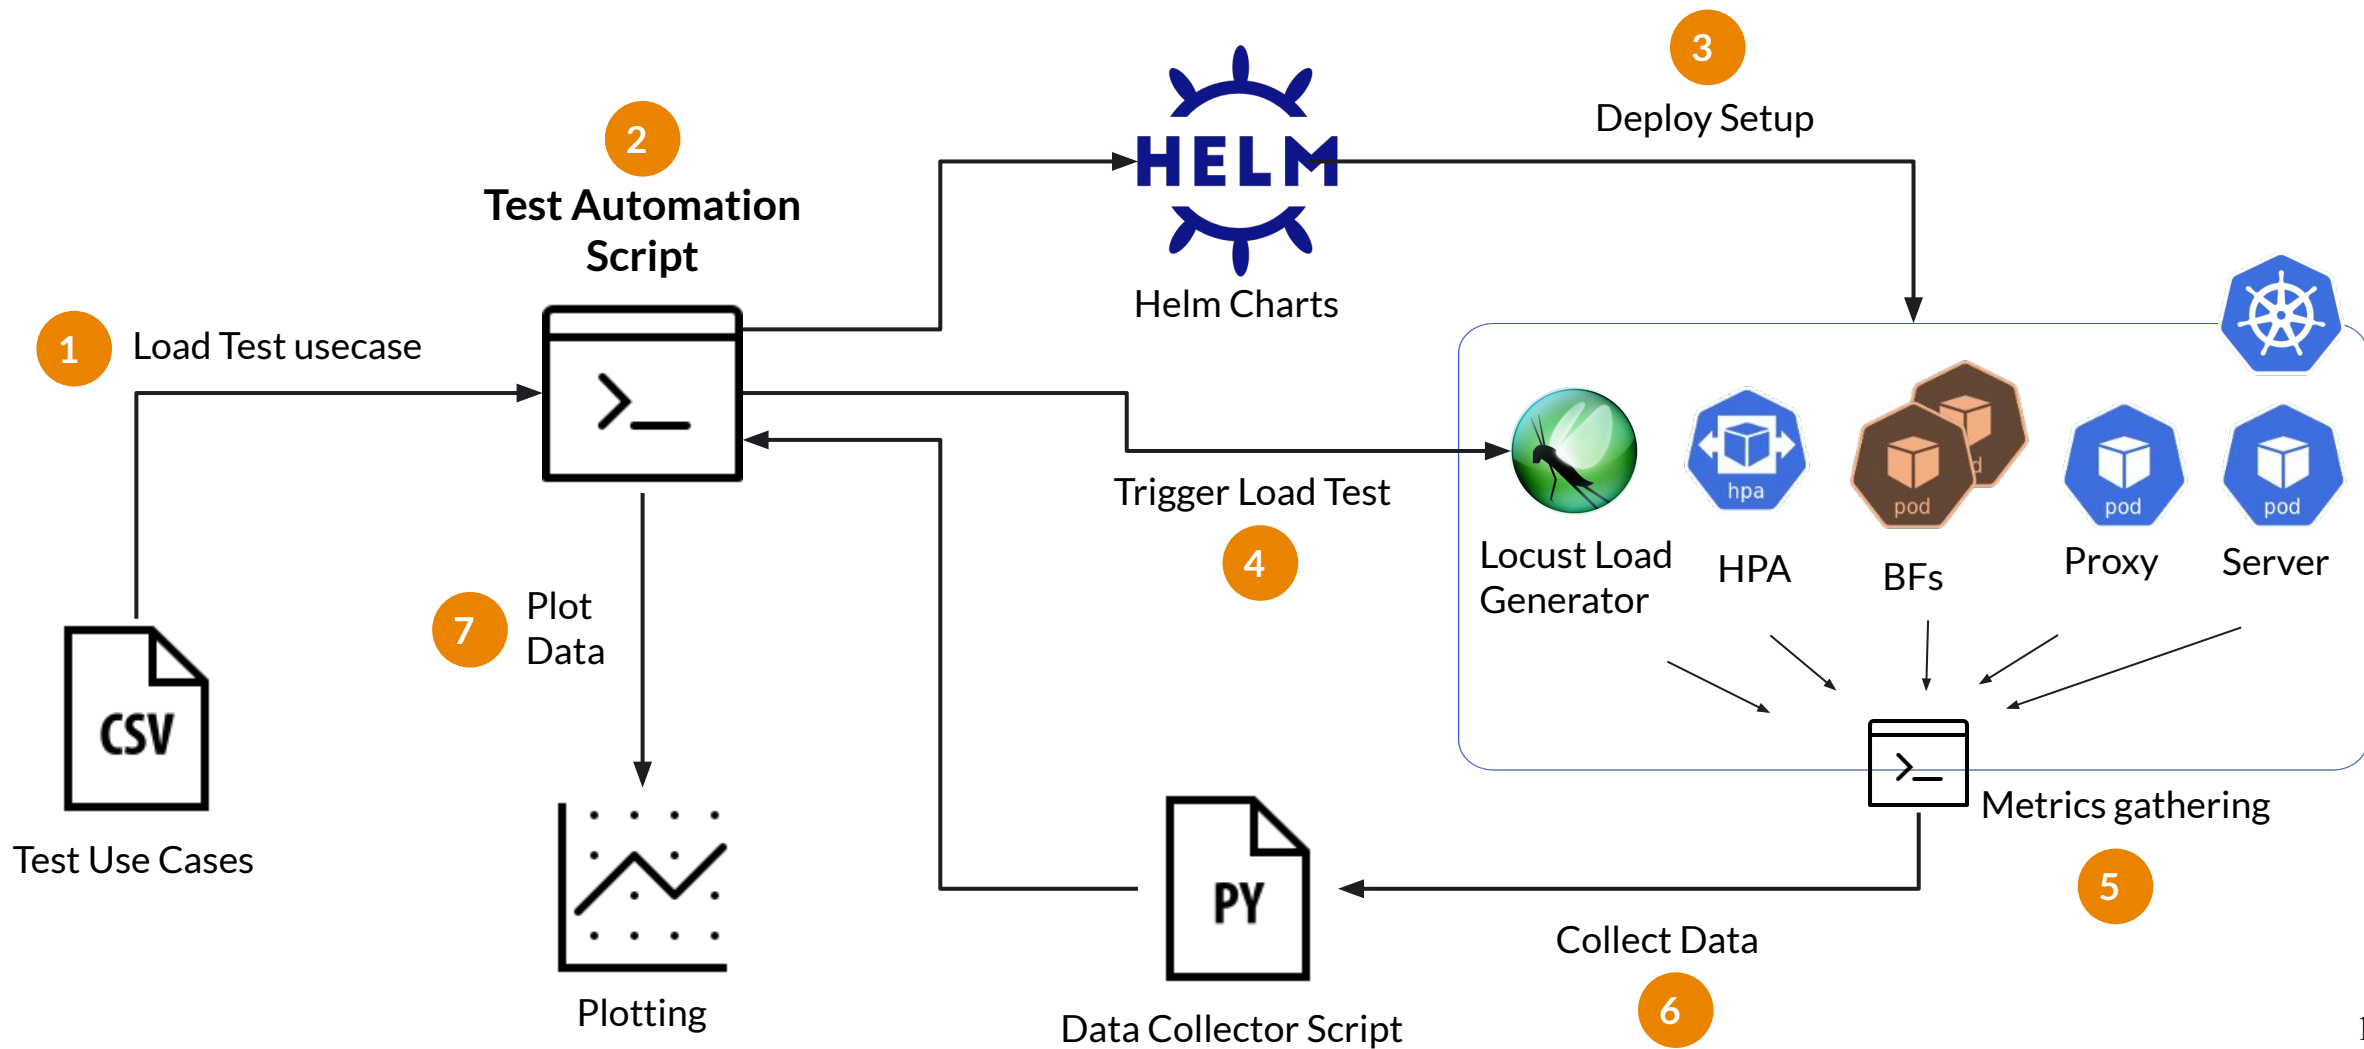 3
Deploy Setup
2
Test Automation
Script
HELM
Helm Charts
1
Load Test usecase
hpa
pod
d
pod
pod
Trigger Load Test
4
Locust Load
Generator
HPA
BFs
Proxy
Server
7
Plot
Data
CSV
Test Use Cases
Metrics gathering
5
PY
Collect Data
6
Plotting
Data Collector Script
1